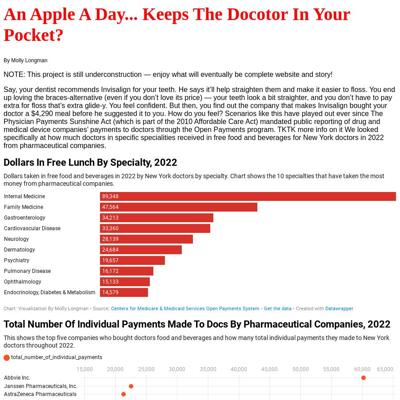 An Apple A Day... Keeps The Docotor In Your
Pocket?
By Molly Longman
NOTE: This project is still underconstruction — enjoy what will eventually be complete website and story!
Say, your dentist recommends Invisalign for your teeth. He says it'll help straighten them and make it easier to floss. You end
up loving the braces-alternative (even if you don't love its price) — your teeth look a bit straighter, and you don't have to pay
extra for floss that's extra glide-y. You feel confident. But then, you find out the company that makes Invisalign bought your
doctor a $4,290 meal before he suggested it to you. How do you feel? Scenarios like this have played out ever since The
Physician Payments Sunshine Act (which is part of the 2010 Affordable Care Act) mandated public reporting of drug and
medical device companies' payments to doctors through the Open Payments program. TKTK more info on it We looked
specifically at how much doctors in specific specialities received in free food and beverages for New York doctors in 2022
from pharmaceutical companies.
Dollars In Free Lunch By Specialty, 2022
Dollars taken in free food and beverages in 2022 by New York doctors by specialty. Chart shows the 10 specialties that have taken the most
money from pharmaceutical companies.
Internal Medicine 89,348
Family Medicine 47,564
Gastroenterology 34,213
Cardiovascular Disease 33,360
Neurology 28,139
Dermatology 24,684
Psychiatry 19,657
Pulmonary Disease 16,172
Ophthalmology 15,133
Endocrinology, Diabetes & Metabolism 14,579
Chart: Visualization By Molly Longman • Source: Centers for Medicare & Medicaid Services Open Payments System • Get the data • Created with Datawrapper
Total Number Of Individual Payments Made To Docs By Pharmaceutical Companies, 2022
This shows the top five companies who bought doctors food and beverages and how many total individual payments they made to New York
doctors throughout 2022.
total_number_of_individual_payments
15,000 20,000 25,000 30,000 35,000 40,000 45,000 50,000 55,000 60,000 65,000
Abbvie Inc.
Janssen Pharmaceuticals, Inc.
AstraZeneca Pharmaceuticals